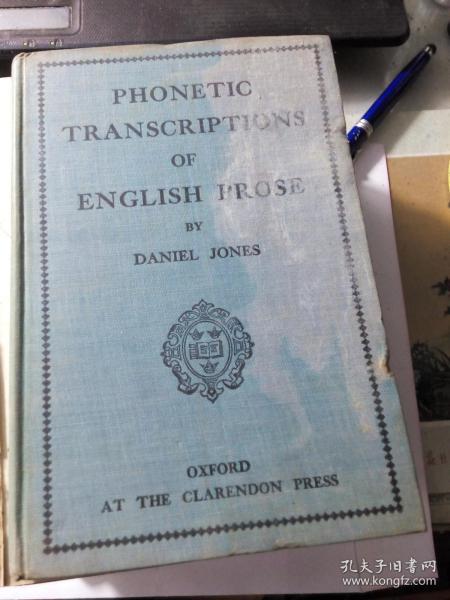 PHONETIC
TRANSCRIPTIONS
OF
ENGLISH PROSE
BY
DANIEL JONES
OXFORD
AT THE CLARENDON PRESS
孔夫子旧书网
www.kongfz.com